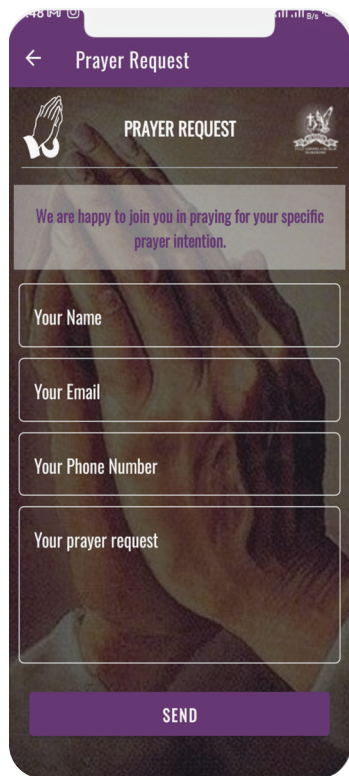 :48
B/s
Prayer Request
PRAYER REQUEST
We are happy to join you in praying for your specific
prayer intention.
Your Name
Your Email
Your Phone Number
Your prayer request
SEND